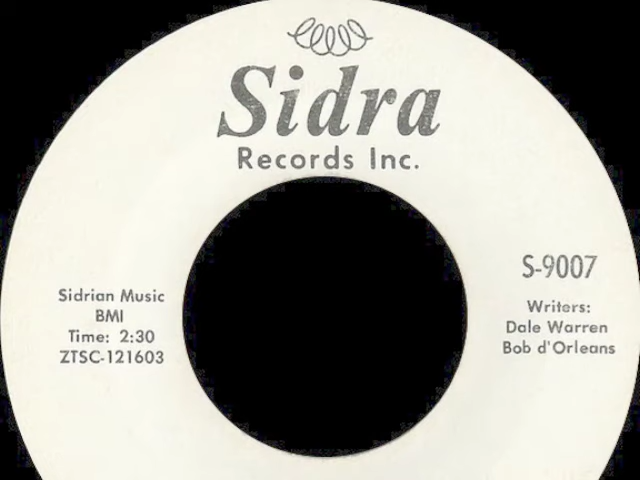 Sidra
Records Inc.
S-9007
Sidrian Music
BMI
Time: 2:30
ZTSC-121603
Writers:
Dale Warren
Bob d'Orleans